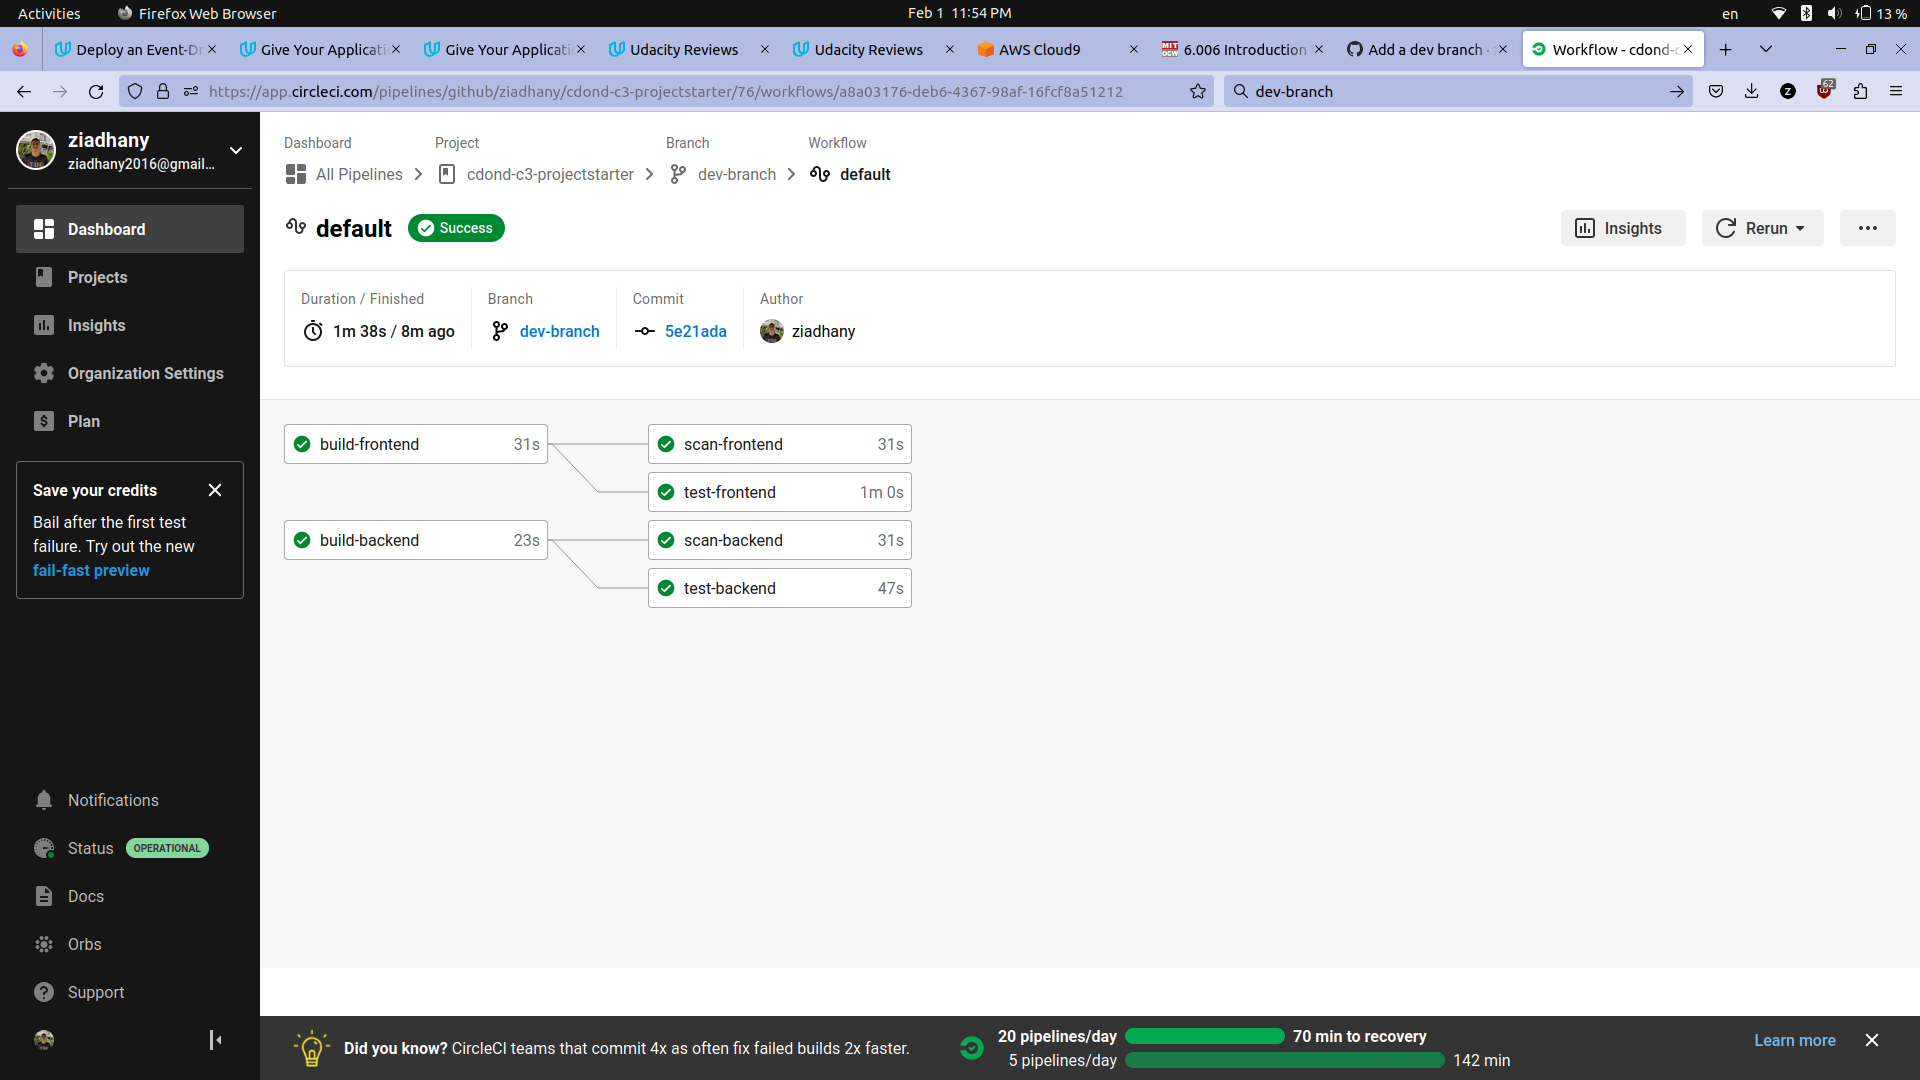 Activities
Firefox Web Browser
Feb 1 11:54 PM
en
13 %
Deploy an Event-Dr
Give Your Applicati
Give Your Applicati
Udacity Reviews
Udacity Reviews
AWS Cloud9
MIT OCW
6.006 Introduction
Add a dev branch ·
Workflow - cdond-c
https://app.circleci.com/pipelines/github/ziadhany/cdond-c3-projectstarter/76/workflows/a8a03176-deb6-4367-98af-16fcf8a51212
dev-branch
Z
62
ziadhany
ziadhany2016@gmail...
Dashboard
Projects
Insights
Organization Settings
Plan
Save your credits
Bail after the first test
failure. Try out the new
fail-fast preview
Notifications
Status
OPERATIONAL
Docs
Orbs
Support
Dashboard
Project
Branch
Workflow
All Pipelines
cdond-c3-projectstarter
dev-branch
default
default
Success
Insights
Rerun
Duration / Finished
Branch
Commit
Author
1m 38s / 8m ago
dev-branch
5e21ada
ziadhany
build-frontend 31s
scan-frontend 31s
test-frontend 1m 0s
build-backend 23s
scan-backend 31s
test-backend 47s
Did you know? CircleCI teams that commit 4x as often fix failed builds 2x faster.
20 pipelines/day
70 min to recovery
5 pipelines/day
142 min
Learn more